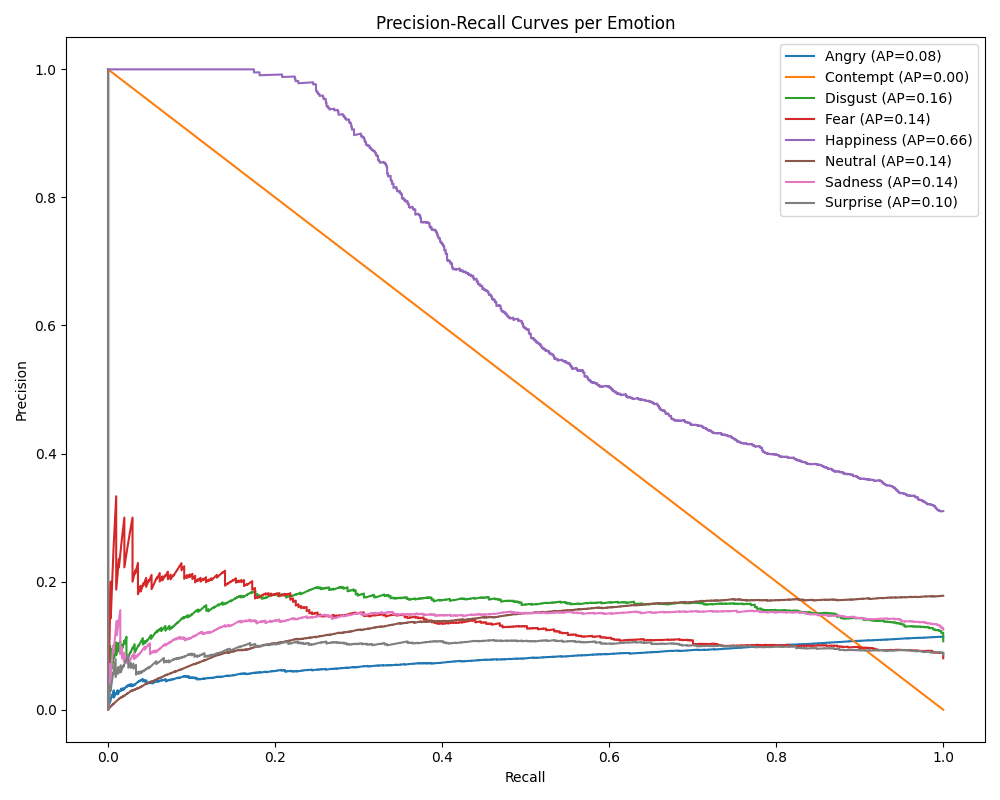 Precision-Recall Curves per Emotion
Angry (AP=0.08)
Contempt (AP=0.00)
Disgust (AP=0.16)
Fear (AP=0.14)
Happiness (AP=0.66)
Neutral (AP=0.14)
Sadness (AP=0.14)
Surprise (AP=0.10)
1.0
0.8
0.6
0.4
0.2
0.0
Precision
0.0 0.2 0.4 0.6 0.8 1.0
Recall